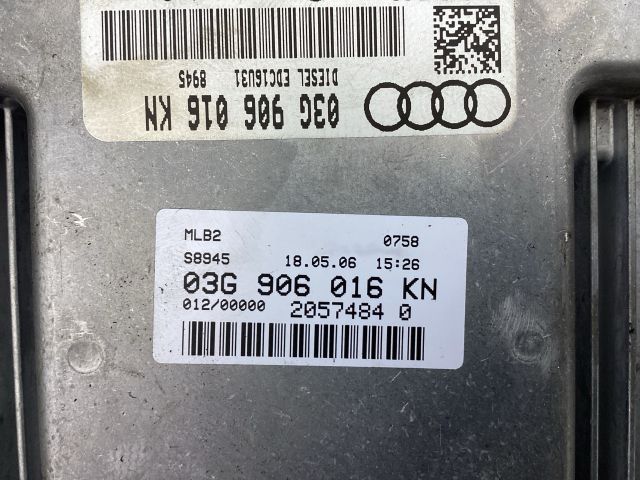 03G 906 016 KN
DIESEL EDC16U31
8945
MLB2 0758
S8945 18.05.06 15:26
03G 906 016 KN
012/00000 2057484 0